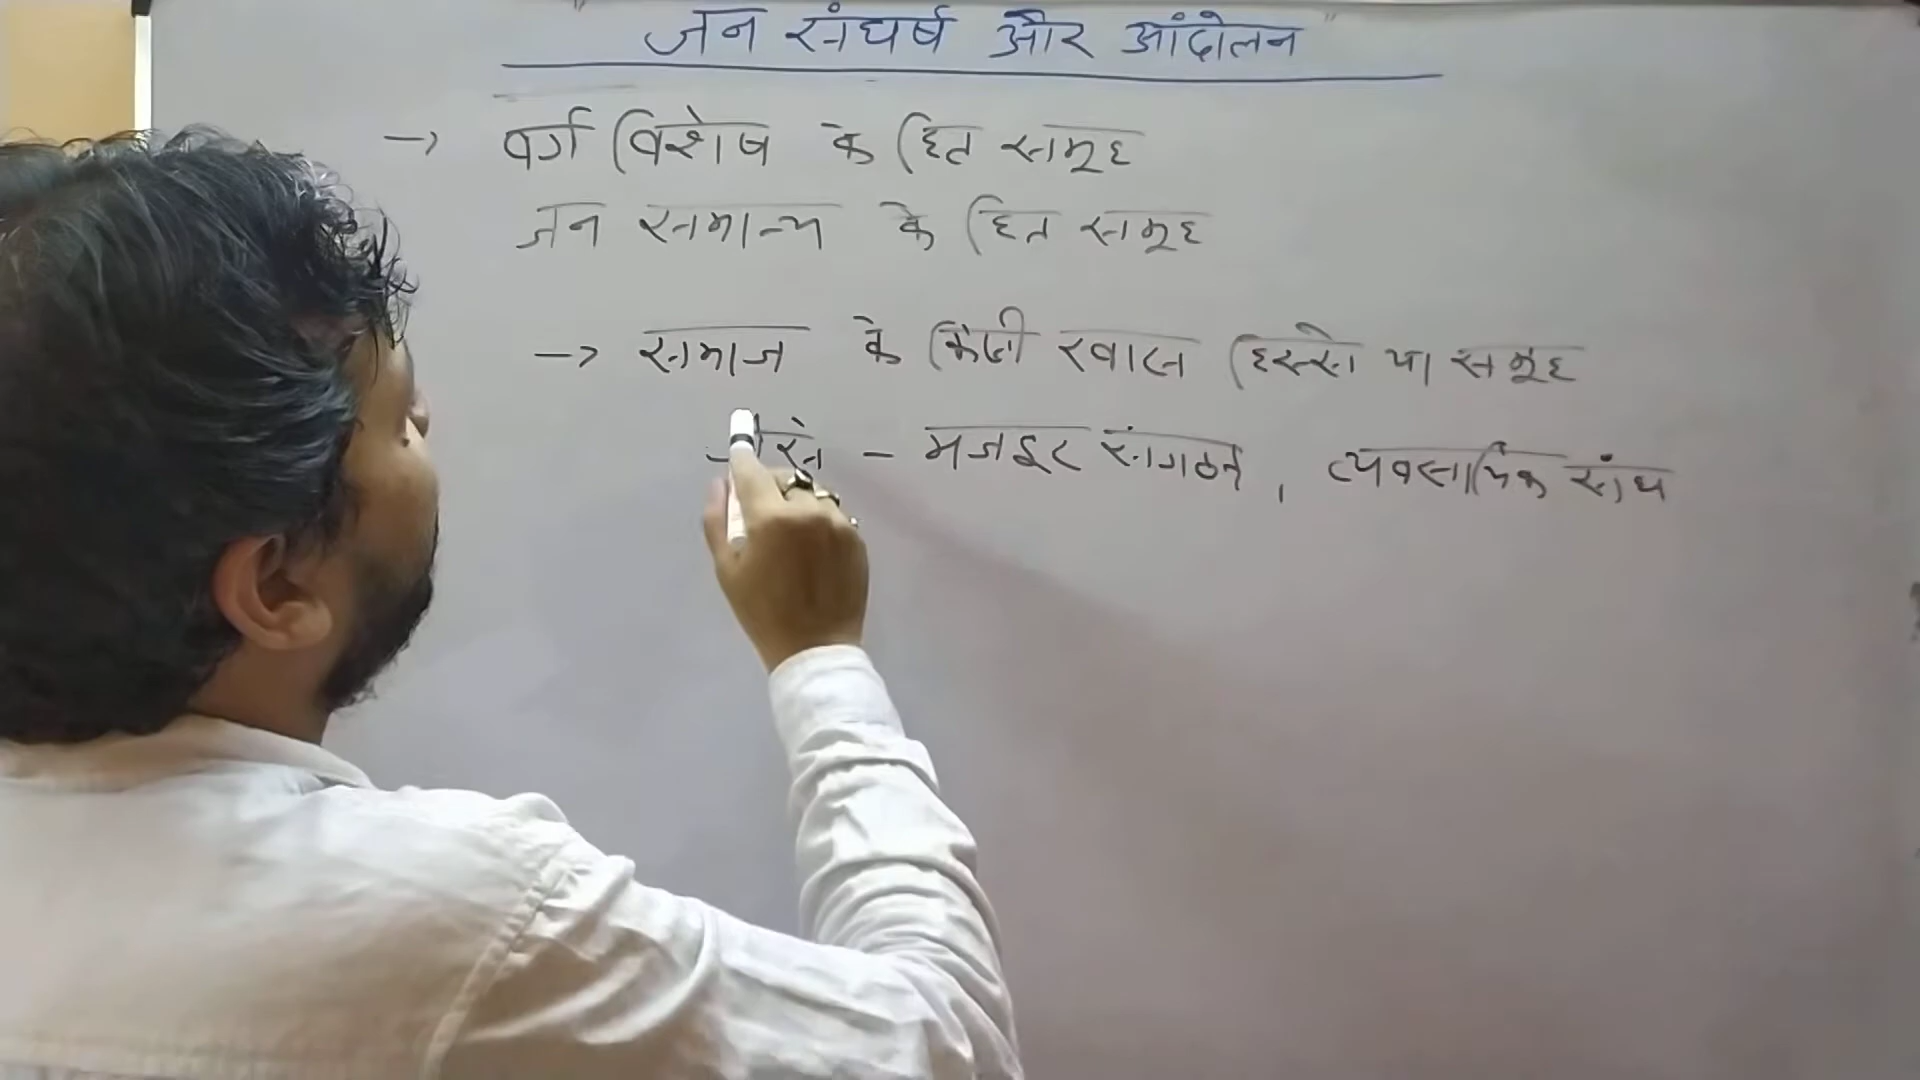 "जन संघर्ष और आंदोलन"
→ वर्ग विशेष के हित समूह
जन समान्य के हित समूह
→ समाज के किसी खास हिस्से या समूह
– मजदूर संगठन, व्यवसायिक संघ